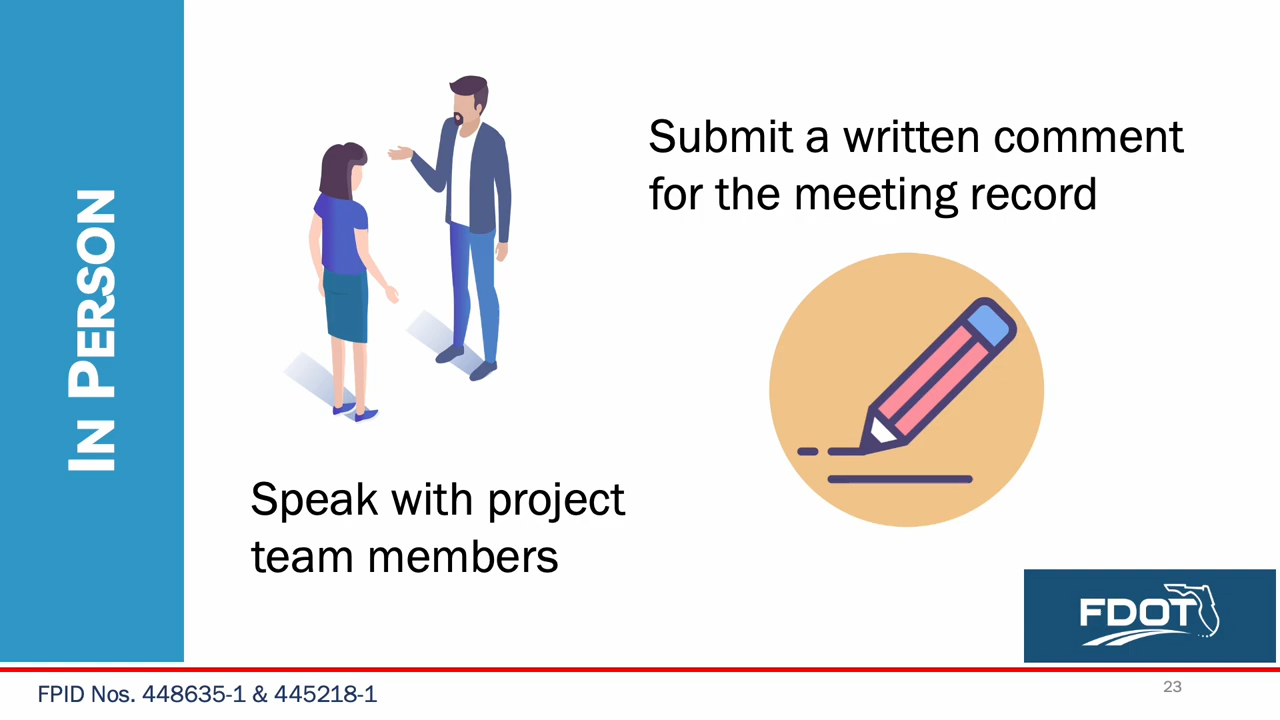 IN PERSON
Submit a written comment
for the meeting record
Speak with project
team members
FDOT
FPID Nos. 448635-1 & 445218-1
23